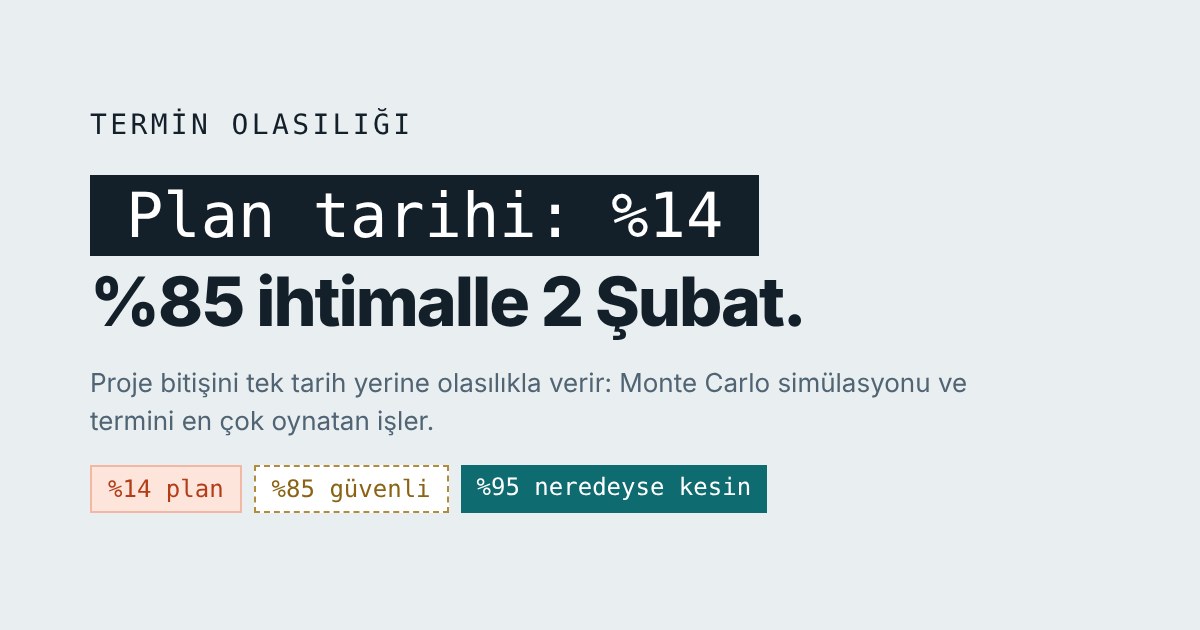 TERMİN OLASILIĞI
Plan tarihi: %14
%85 ihtimalle 2 Şubat.
Proje bitişini tek tarih yerine olasılıkla verir: Monte Carlo simülasyonu ve
termini en çok oynatan işler.
%14 plan %85 güvenli %95 neredeyse kesin